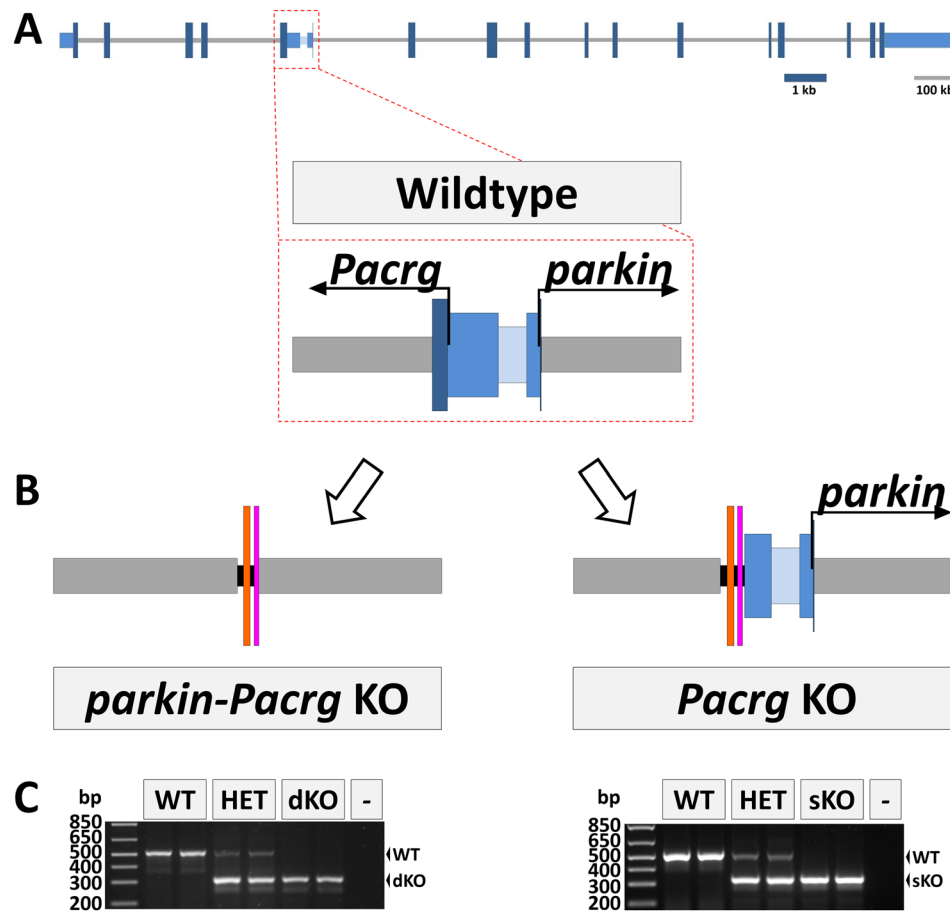 A
1 kb
100 kb
Wildtype
Pacrg
parkin
B
parkin
parkin-Pacrg KO
Pacrg KO
C
bp
WT
HET
dKO
-
850
650
500
400
300
200
WT
dKO
bp
WT
HET
sKO
-
850
650
500
400
300
200
WT
sKO